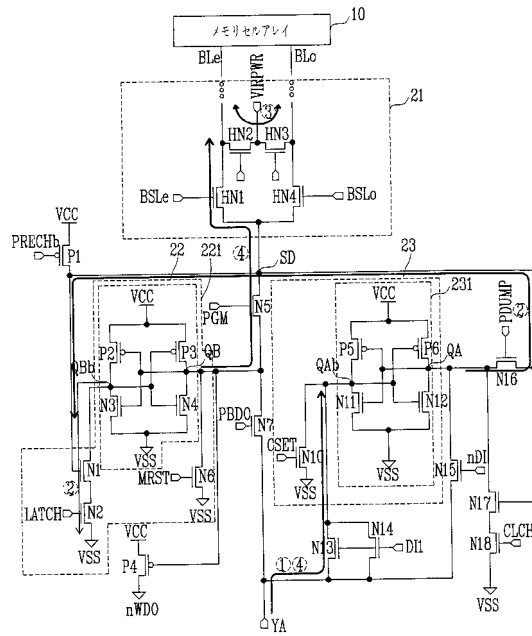 10
メモリセルアレイ
BLe
BLo
VIRPWR
③
21
HN2
HN3
BSLe
HN1
HN4
BSLo
VCC
PRECHb
P1
④
SD
22
221
23
231
PGM
N5
VCC
P2
P3
QBb
QB
N3
N4
VSS
VCC
P5
P6
QAb
QA
N11
N12
VSS
PDUMP
②
N16
PBDO
N7
CSET
N10
VSS
N15
nDI
N1
LATCH
N2
VSS
MRST
N6
VSS
VCC
P4
nWDO
N13
N14
DI1
N17
N18
CLCH
VSS
①④
YA